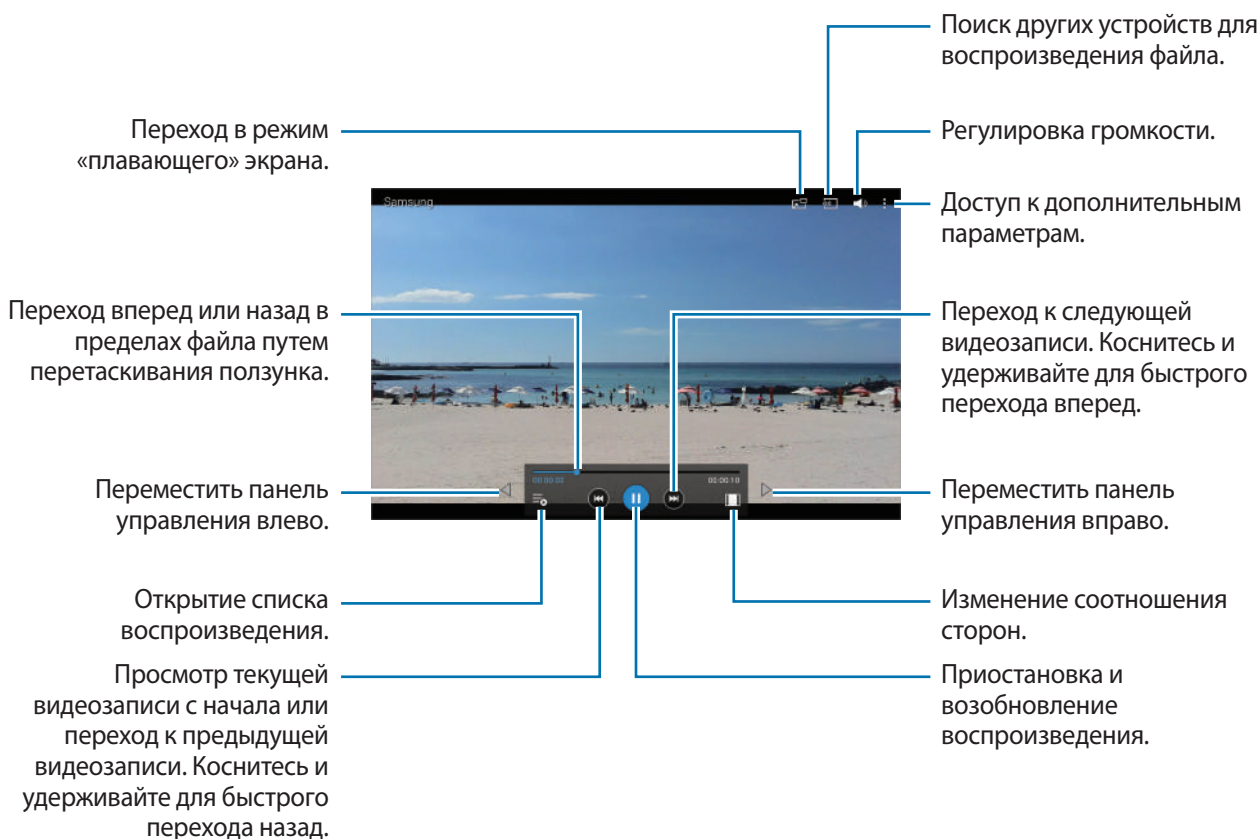 Поиск других устройств для
воспроизведения файла.
Переход в режим
«плавающего» экрана.
Регулировка громкости.
Samsung
Доступ к дополнительным
параметрам.
Переход вперед или назад в
пределах файла путем
перетаскивания ползунка.
Переход к следующей
видеозаписи. Коснитесь и
удерживайте для быстрого
перехода вперед.
00:00:02
00:00:10
Переместить панель
управления влево.
Переместить панель
управления вправо.
Открытие списка
воспроизведения.
Изменение соотношения
сторон.
Просмотр текущей
видеозаписи с начала или
переход к предыдущей
видеозаписи. Коснитесь и
удерживайте для быстрого
перехода назад.
Приостановка и
возобновление
воспроизведения.